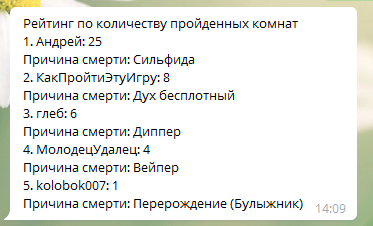 Рейтинг по количеству пройденных комнат
1. Андрей: 25
Причина смерти: Сильфида
2. КакПройтиЭтуИгру: 8
Причина смерти: Дух бесплотный
3. глеб: 6
Причина смерти: Диппер
4. МолодецУдалец: 4
Причина смерти: Вейпер
5. kolobok007: 1
Причина смерти: Перерождение (Булыжник)
14:09